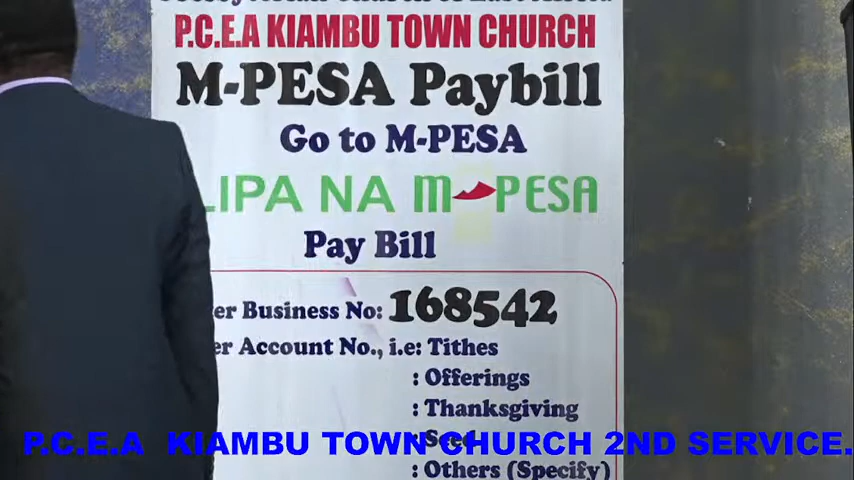 P.C.E.A KIAMBU TOWN CHURCH
M-PESA Paybill
Go to M-PESA
LIPA NA M-PESA
Pay Bill
Business No: 168542
Account No., i.e: Tithes
: Offerings
: Thanksgiving
: Seed
: Others (Specify)
P.C.E.A KIAMBU TOWN CHURCH 2ND SERVICE.